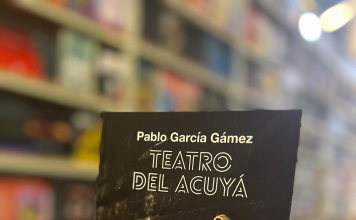 Pablo García Gámez
TEATRO
DEL ACUYÁ